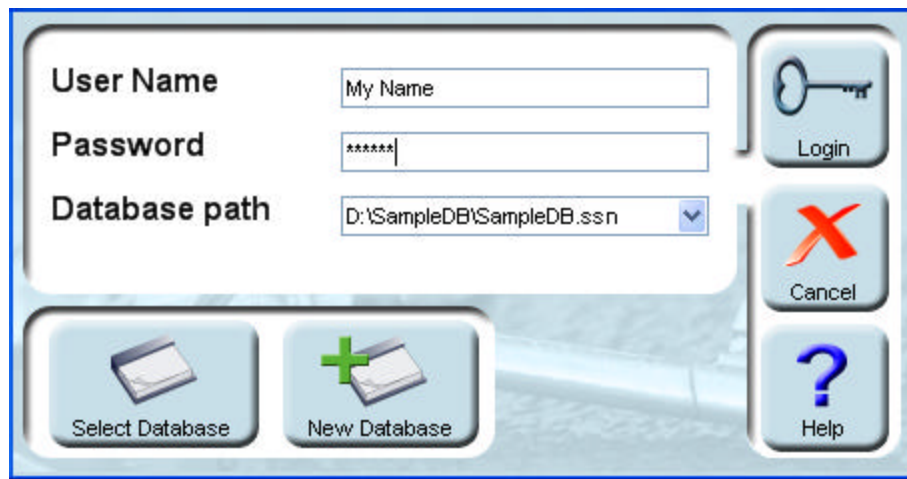 User Name
My Name
Password
******
Database path
D:\SampleDB\SampleDB.ssn
Login
Cancel
Help
Select Database
New Database